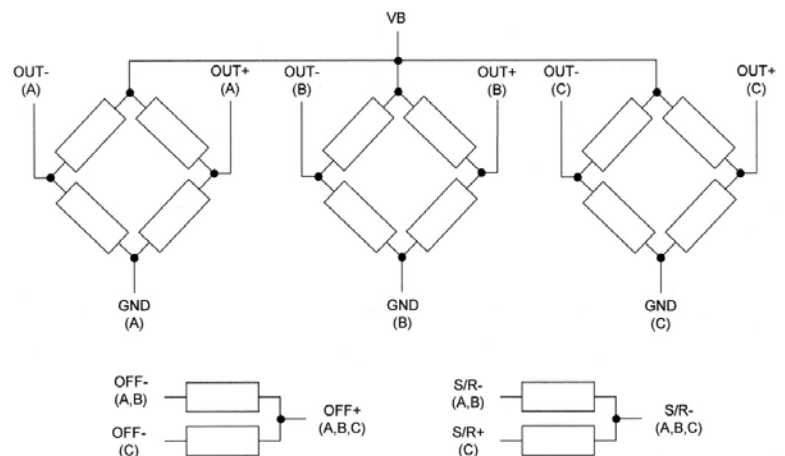 VB
OUT-
(A)
OUT+
(A)
OUT-
(B)
OUT+
(B)
OUT-
(C)
OUT+
(C)
GND
(A)
GND
(B)
GND
(C)
OFF-
(A,B)
OFF-
(C)
OFF+
(A,B,C)
S/R-
(A,B)
S/R+
(C)
S/R-
(A,B,C)